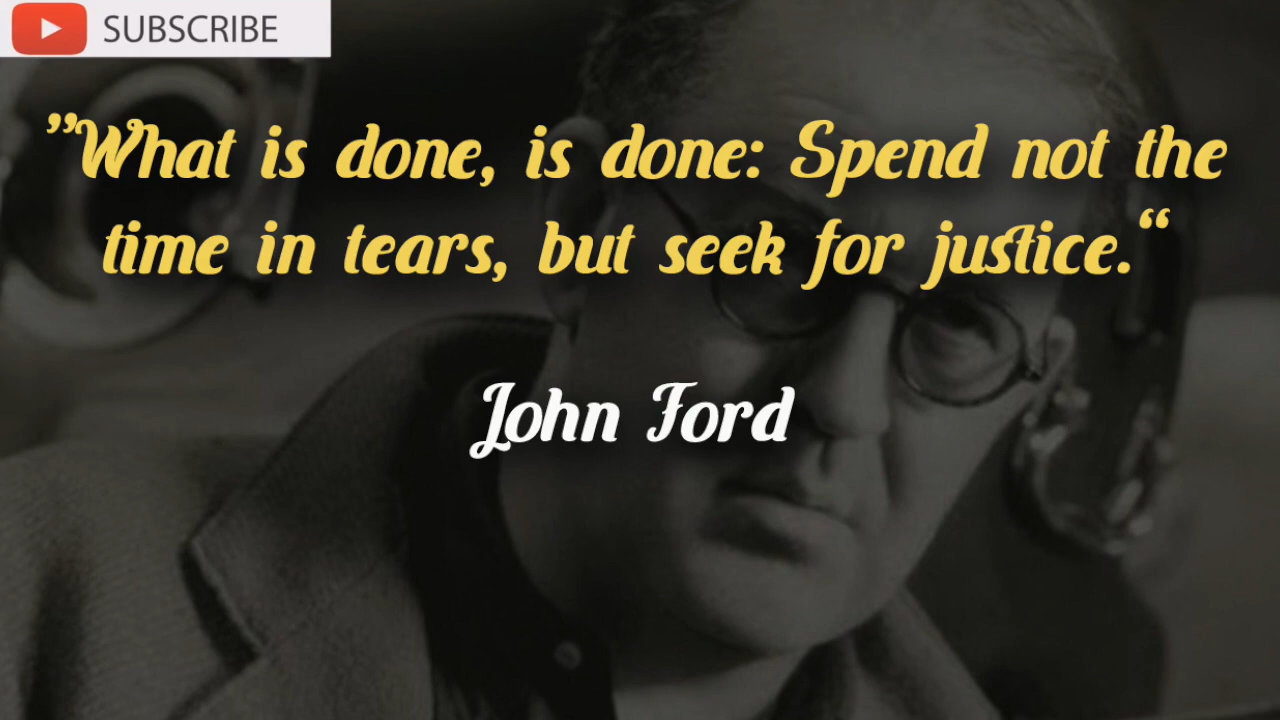 SUBSCRIBE
”What is done, is done: Spend not the
time in tears, but seek for justice.“
John Ford